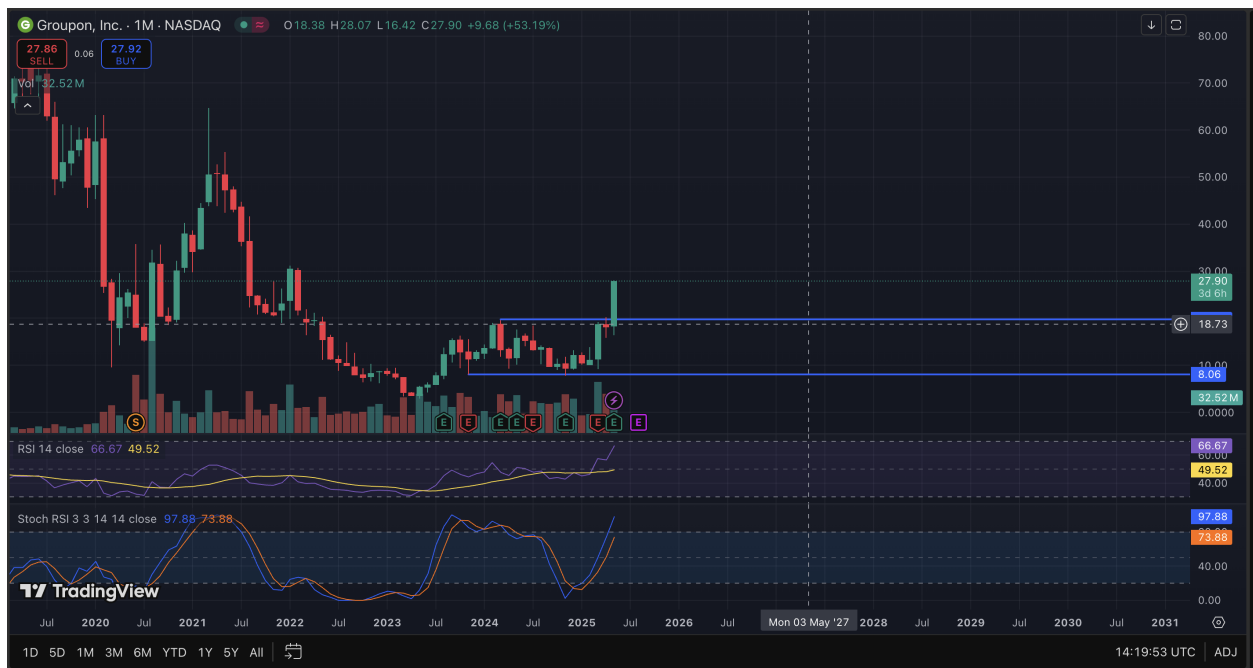 G Groupon, Inc. · 1M · NASDAQ O18.38 H28.07 L16.42 C27.90 +9.68 (+53.19%)
27.86 SELL 0.06 27.92 BUY
Vol 32.52M
80.00
70.00
60.00
50.00
40.00
30.00
27.90
3d 6h
18.73
10.00
8.06
32.52M
0.0000
S E E E E E E E E E
RSI 14 close 66.67 49.52
66.67
60.00
49.52
40.00
Stoch RSI 3 3 14 14 close 97.88 73.88
97.88
73.88
40.00
0.00
TradingView
Jul 2020 Jul 2021 Jul 2022 Jul 2023 Jul 2024 Jul 2025 Jul 2026 Jul Mon 03 May '27 2028 Jul 2029 Jul 2030 Jul 2031
1D 5D 1M 3M 6M YTD 1Y 5Y All 14:19:53 UTC ADJ